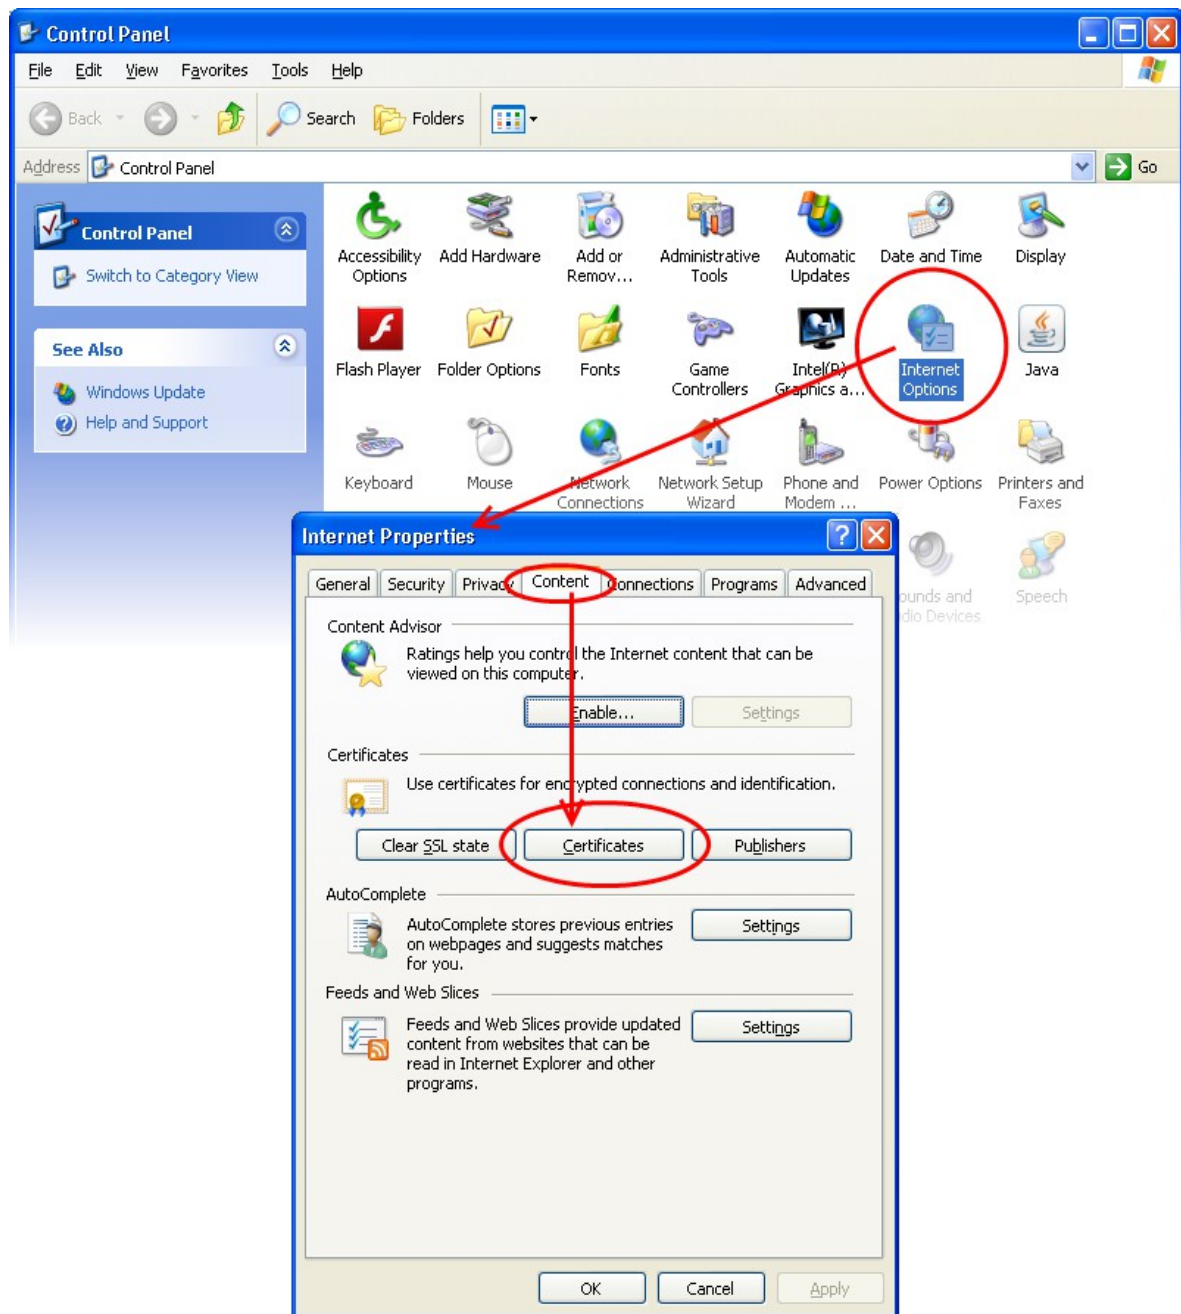 Control Panel
File Edit View Favorites Tools Help
Back Search Folders
Address Control Panel Go
Control Panel
Switch to Category View
See Also
Windows Update
Help and Support
Accessibility Options
Add Hardware
Add or Remov...
Administrative Tools
Automatic Updates
Date and Time
Display
Flash Player
Folder Options
Fonts
Game Controllers
Intel(R) Graphics a...
Internet Options
Java
Keyboard
Mouse
Network Connections
Network Setup Wizard
Phone and Modem ...
Power Options
Printers and Faxes
ounds and
dio Devices
Speech
Internet Properties
General Security Privacy Content Connections Programs Advanced
Content Advisor
Ratings help you control the Internet content that can be
viewed on this computer.
Enable... Settings
Certificates
Use certificates for encrypted connections and identification.
Clear SSL state Certificates Publishers
AutoComplete
AutoComplete stores previous entries
on webpages and suggests matches
for you.
Settings
Feeds and Web Slices
Feeds and Web Slices provide updated
content from websites that can be
read in Internet Explorer and other
programs.
Settings
OK Cancel Apply